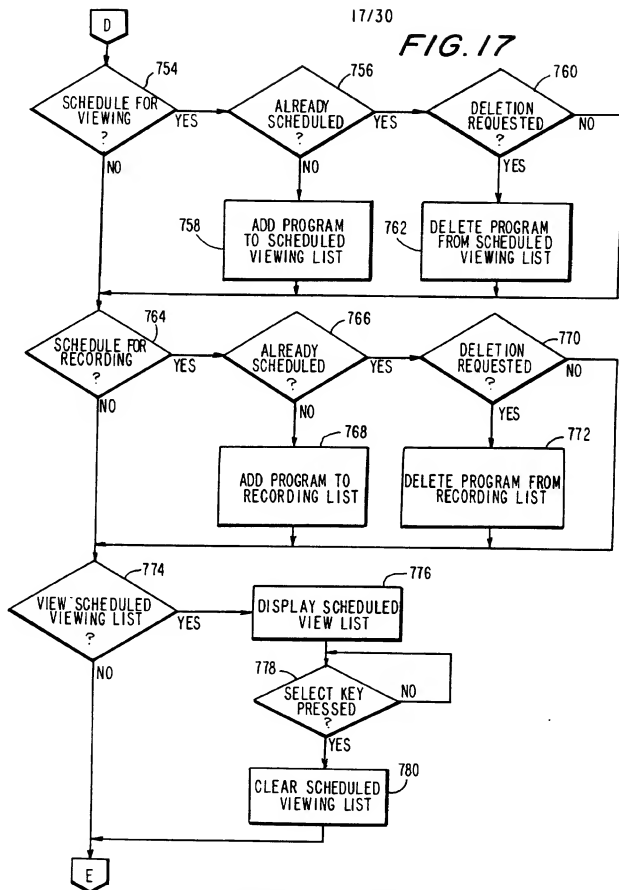 17/30
FIG. 17
D
754
SCHEDULE FOR
VIEWING
?
YES
NO
756
ALREADY
SCHEDULED
?
YES
NO
760
DELETION
REQUESTED
?
NO
YES
758
ADD PROGRAM
TO SCHEDULED
VIEWING LIST
762
DELETE PROGRAM
FROM SCHEDULED
VIEWING LIST
764
SCHEDULE FOR
RECORDING
?
YES
NO
766
ALREADY
SCHEDULED
?
YES
NO
770
DELETION
REQUESTED
?
NO
YES
768
ADD PROGRAM TO
RECORDING LIST
772
DELETE PROGRAM FROM
RECORDING LIST
774
VIEW SCHEDULED
VIEWING LIST
?
YES
NO
776
DISPLAY SCHEDULED
VIEW LIST
778
SELECT KEY
PRESSED
?
NO
YES
780
CLEAR SCHEDULED
VIEWING LIST
E